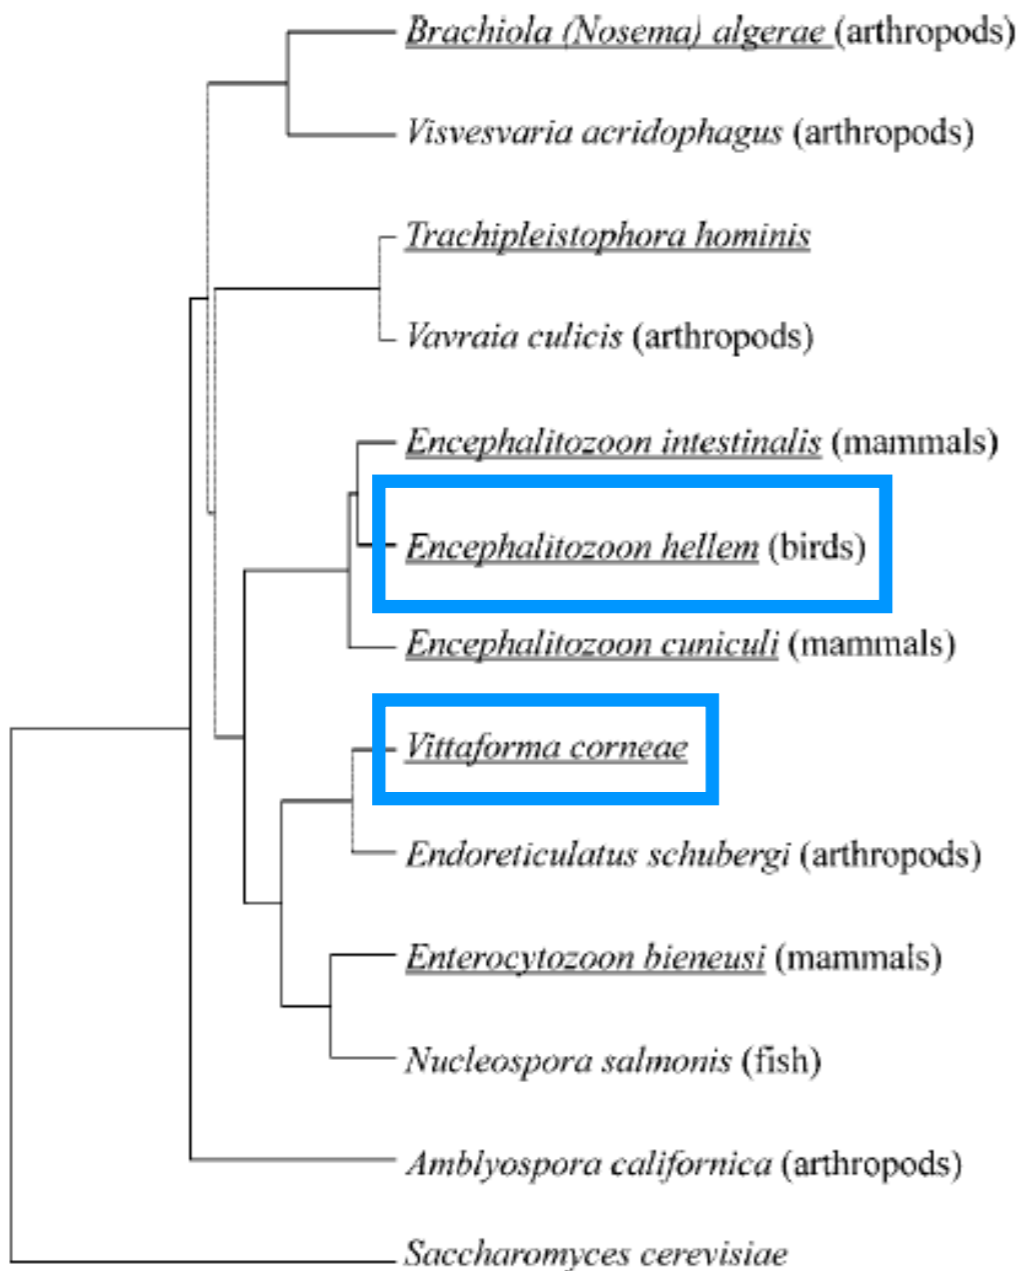 Brachiola (Nosema) algerae (arthropods)
Visvesvaria acridophagus (arthropods)
Trachipleistophora hominis
Vavraia culicis (arthropods)
Encephalitozoon intestinalis (mammals)
Encephalitozoon hellem (birds)
Encephalitozoon cuniculi (mammals)
Vittaforma corneae
Endoreticulatus schubergi (arthropods)
Enterocytozoon bieneusi (mammals)
Nucleospora salmonis (fish)
Amblyospora californica (arthropods)
Saccharomyces cerevisiae